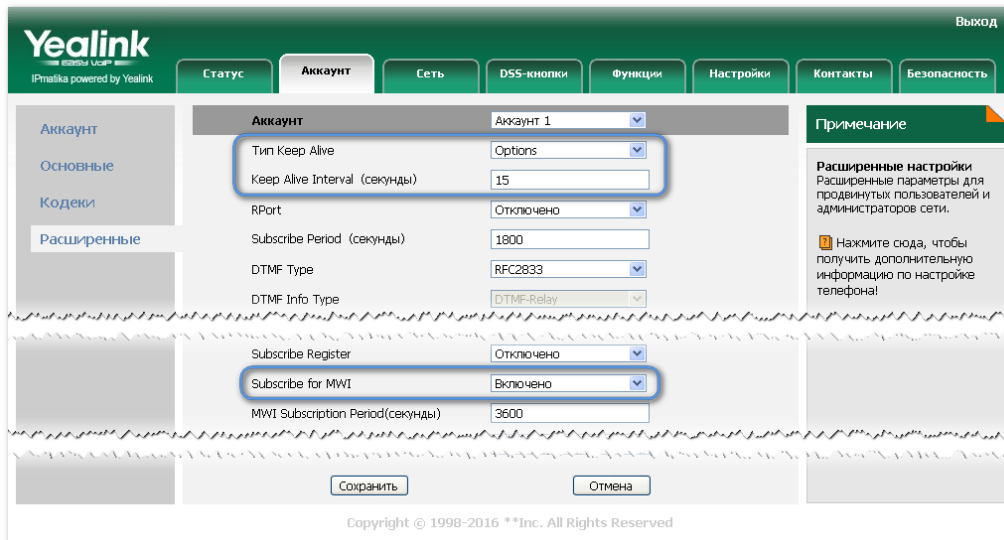 Выход
Yealink
EASY VoIP
IPmatika powered by Yealink
Статус
Аккаунт
Сеть
DSS-кнопки
Функции
Настройки
Контакты
Безопасность
Аккаунт
Основные
Кодеки
Расширенные
Аккаунт Аккаунт 1
Тип Keep Alive Options
Keep Alive Interval (секунды) 15
RPort Отключено
Subscribe Period (секунды) 1800
DTMF Type RFC2833
DTMF Info Type DTMF-Relay
Subscribe Register Отключено
Subscribe for MWI Включено
MWI Subscription Period(секунды) 3600
Сохранить
Отмена
Примечание
Расширенные настройки
Расширенные параметры для
продвинутых пользователей и
администраторов сети.
? Нажмите сюда, чтобы
получить дополнительную
информацию по настройке
телефона!
Copyright © 1998-2016 **Inc. All Rights Reserved